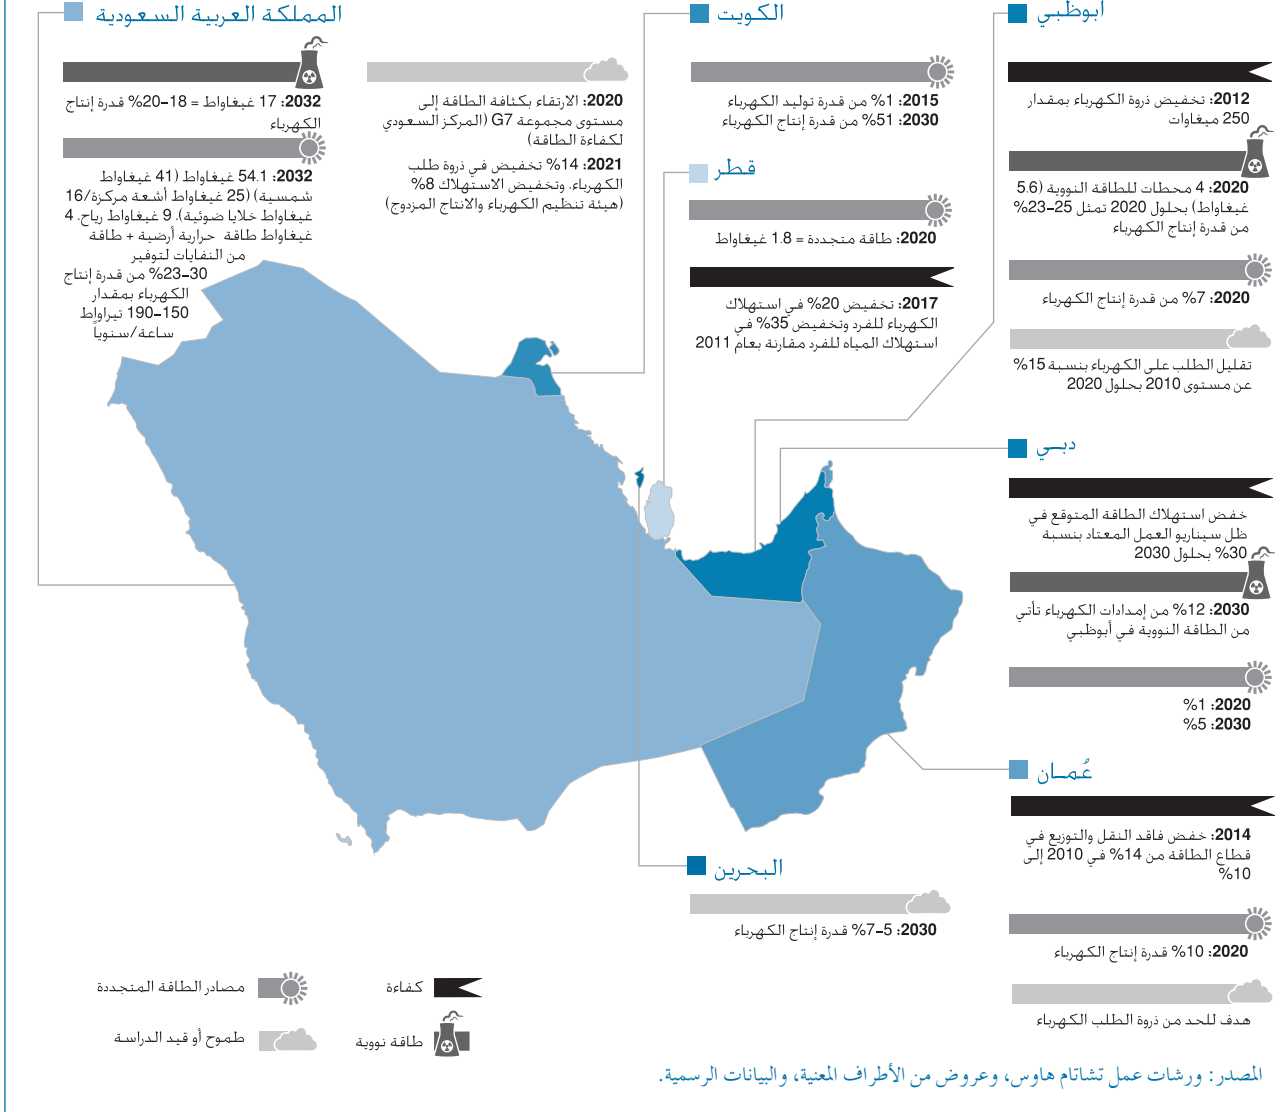 أبوظبي
2012: تخفيض ذروة الكهرباء بمقدار
250 ميغاوات
2020: 4 محطات للطاقة النووية (5.6
غيغاواط) بحلول 2020 تمثل 25–23%
من قدرة إنتاج الكهرباء
2020: 7% من قدرة إنتاج الكهرباء
تقليل الطلب على الكهرباء بنسبة 15%
عن مستوى 2010 بحلول 2020
دبـي
خفض استهلاك الطاقة المتوقع في
ظل سيناريو العمل المعتاد بنسبة
30% بحلول 2030
2030: 12% من إمدادات الكهرباء تأتي
من الطاقة النووية في أبوظبي
2020: 1%
2030: 5%
عُمـان
2014: خفض فاقد النقل والتوزيع في
قطاع الطاقة من 14% في 2010 إلى
10%
2020: 10% قدرة إنتاج الكهرباء
هدف للحد من ذروة الطلب الكهرباء
الكويت
2015: 1% من قدرة توليد الكهرباء
2030: 51% من قدرة إنتاج الكهرباء
قطر
2020: طاقة متجددة = 1.8 غيغاواط
2017: تخفيض 20% في استهلاك
الكهرباء للفرد وتخفيض 35% في
استهلاك المياه للفرد مقارنة بعام 2011
البحرين
2030: 5–7% قدرة إنتاج الكهرباء
المملكة العربية السعودية
2020: الارتقاء بكثافة الطاقة إلى
مستوى مجموعة G7 (المركز السعودي
لكفاءة الطاقة)
2021: 14% تخفيض في ذروة طلب
الكهرباء، وتخفيض الاستهلاك 8%
(هيئة تنظيم الكهرباء والانتاج المزدوج)
2032: 17 غيغاواط = 18–20% قدرة إنتاج
الكهرباء
2032: 54.1 غيغاواط (41 غيغاواط
شمسية) (25 غيغاواط أشعة مركزة/16
غيغاواط خلايا ضوئية). 9 غيغاواط رياح. 4
غيغاواط طاقة حرارية أرضية + طاقة
من النفايات لتوفير
23–30% من قدرة إنتاج
الكهرباء بمقدار
150–190 تيراواط
ساعة/سنوياً
كفاءة
مصادر الطاقة المتجددة
طاقة نووية
طموح أو قيد الدراسة
المصدر: ورشات عمل تشاتام هاوس، وعروض من الأطراف المعنية، والبيانات الرسمية.